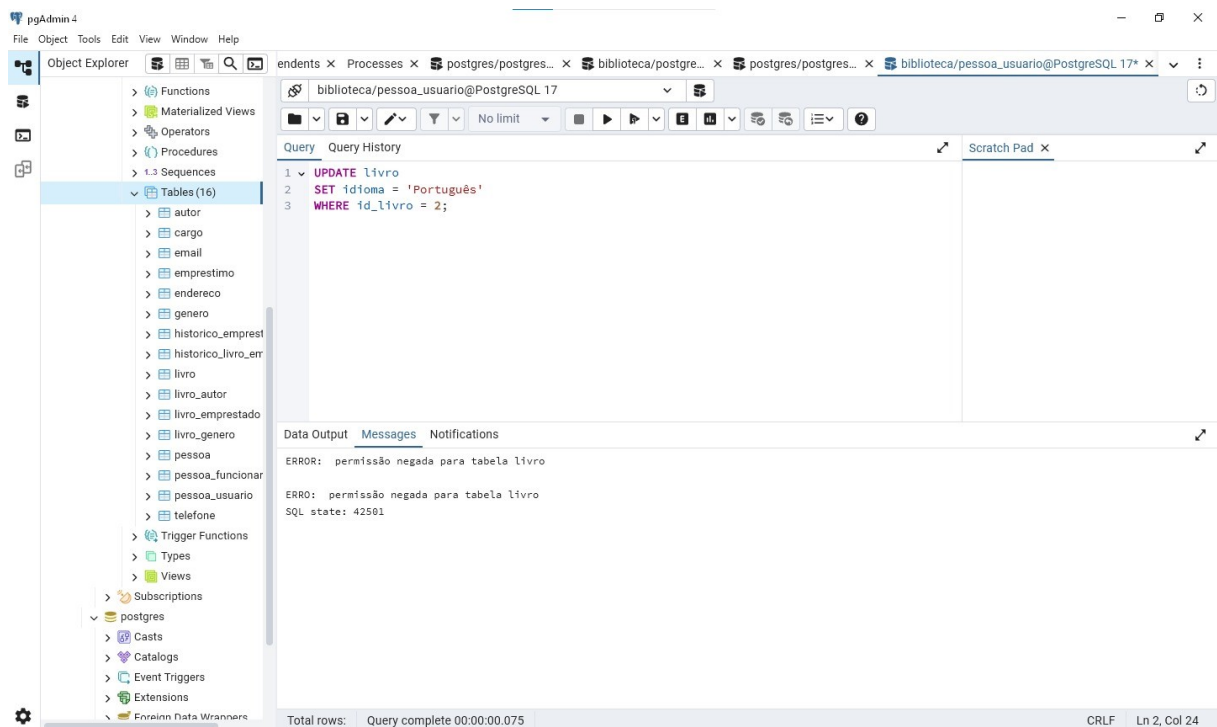 pgAdmin 4
File Object Tools Edit View Window Help
Object Explorer
endents × Processes × postgres/postgres... × biblioteca/postgre... × postgres/postgres... × biblioteca/pessoa_usuario@PostgreSQL 17* ×
biblioteca/pessoa_usuario@PostgreSQL 17
No limit
Functions
Materialized Views
Operators
Procedures
1..3 Sequences
Tables (16)
autor
cargo
email
emprestimo
endereco
genero
historico_emprest
historico_livro_em
livro
livro_autor
livro_emprestado
livro_genero
pessoa
pessoa_funcionar
pessoa_usuario
telefone
Trigger Functions
Types
Views
Subscriptions
postgres
Casts
Catalogs
Event Triggers
Extensions
Foreign Data Wrappers
Query Query History
Scratch Pad ×
1 UPDATE livro
2 SET idioma = 'Português'
3 WHERE id_livro = 2;
Data Output Messages Notifications
ERROR: permissão negada para tabela livro
ERRO: permissão negada para tabela livro
SQL state: 42501
Total rows: Query complete 00:00:00.075 CRLF Ln 2, Col 24